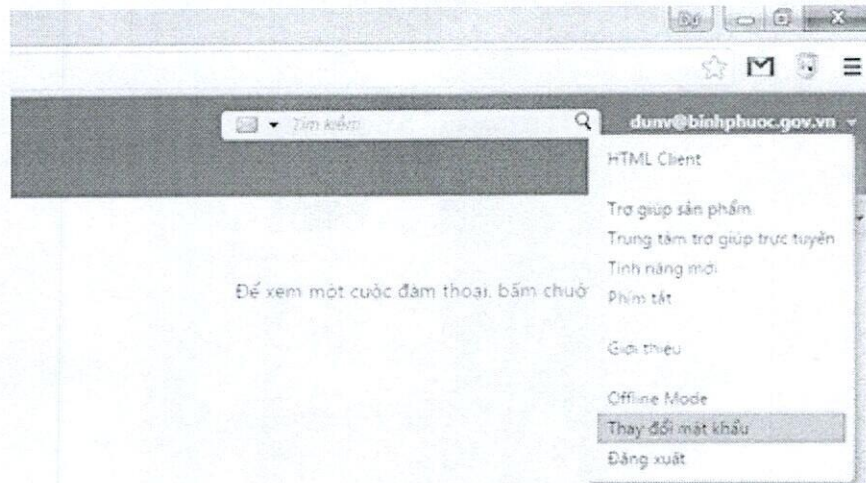 Tìm kiếm
dunv@binhphuoc.gov.vn
HTML Client
Trợ giúp sản phẩm
Trung tâm trợ giúp trực tuyến
Tính năng mới
Để xem một cuộc đàm thoại, bấm chuộ
Phím tắt
Giới thiệu
Offline Mode
Thay đổi mật khẩu
Đăng xuất